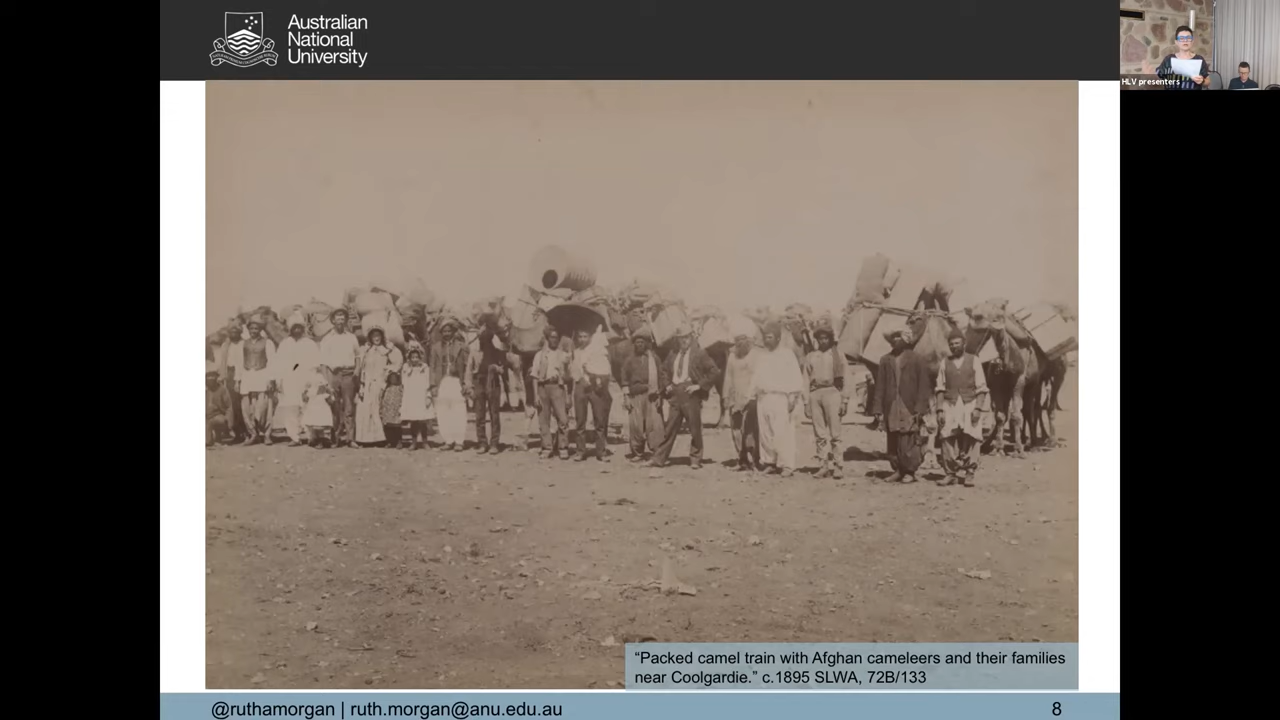 Australian
National
University
HLV presenters
“Packed camel train with Afghan cameleers and their families
near Coolgardie.” c.1895 SLWA, 72B/133
@ruthamorgan | ruth.morgan@anu.edu.au
8